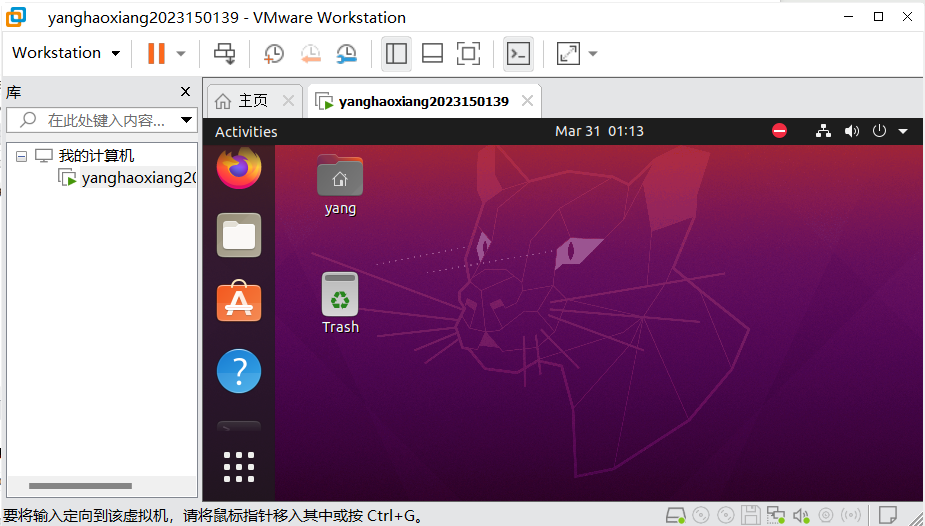 yanghaoxiang2023150139 - VMware Workstation
Workstation
库
主页
yanghaoxiang2023150139
在此处键入内容...
Activities
Mar 31 01:13
我的计算机
yanghaoxiang20
yang
Trash
要将输入定向到该虚拟机，请将鼠标指针移入其中或按 Ctrl+G。